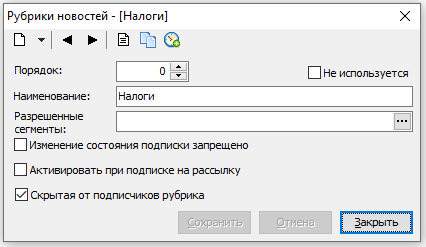 Рубрики новостей - [Налоги]
Порядок: 0
Не используется
Наименование: Налоги
Разрешенные
сегменты:
Изменение состояния подписки запрещено
Активировать при подписке на рассылку
Скрытая от подписчиков рубрика
Сохранить Отмена Закрыть